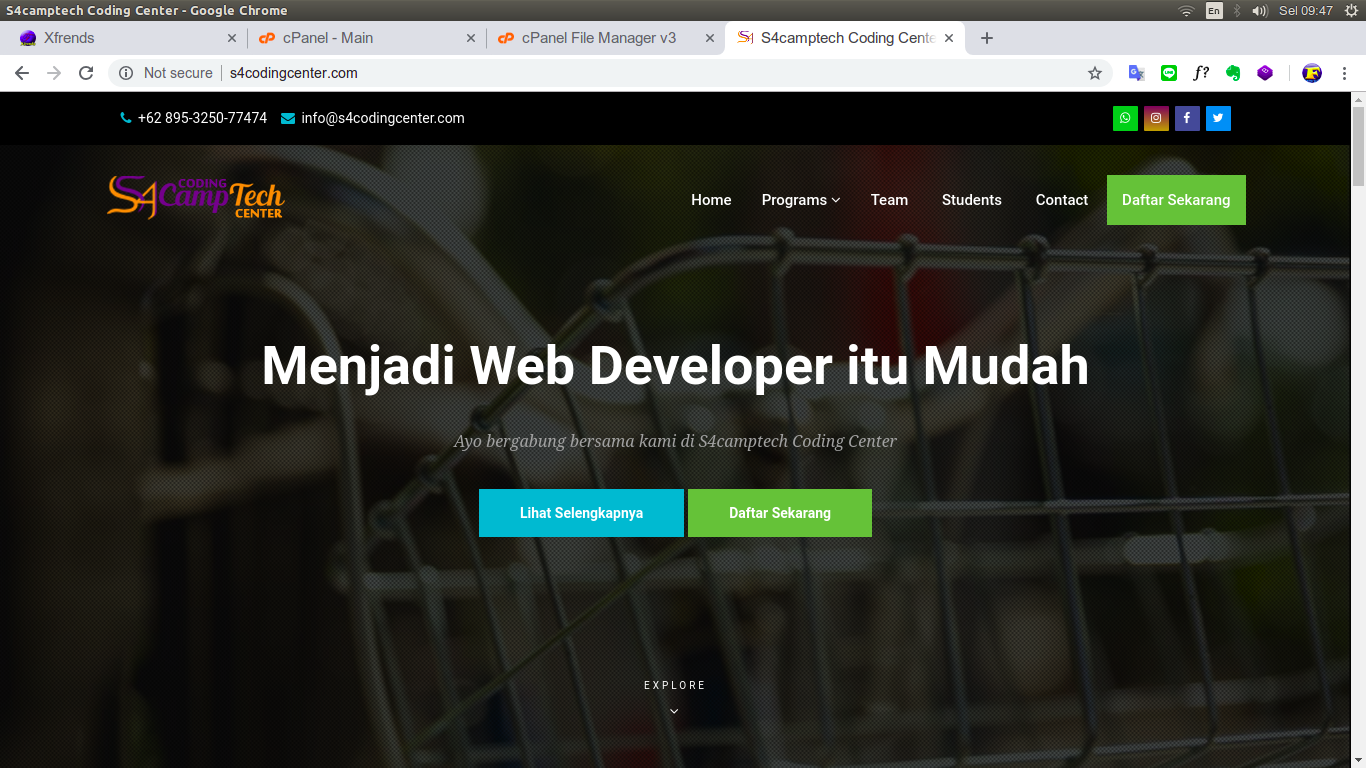 S4camptech Coding Center - Google Chrome
En
Sel 09:47
Xfrends
cPanel - Main
cPanel File Manager v3
S4camptech Coding Cente
Not secure
s4codingcenter.com
f?
+62 895-3250-77474
info@s4codingcenter.com
S4 CODING
CampTech
CENTER
Home
Programs
Team
Students
Contact
Daftar Sekarang
Menjadi Web Developer itu Mudah
Ayo bergabung bersama kami di S4camptech Coding Center
Lihat Selengkapnya
Daftar Sekarang
EXPLORE